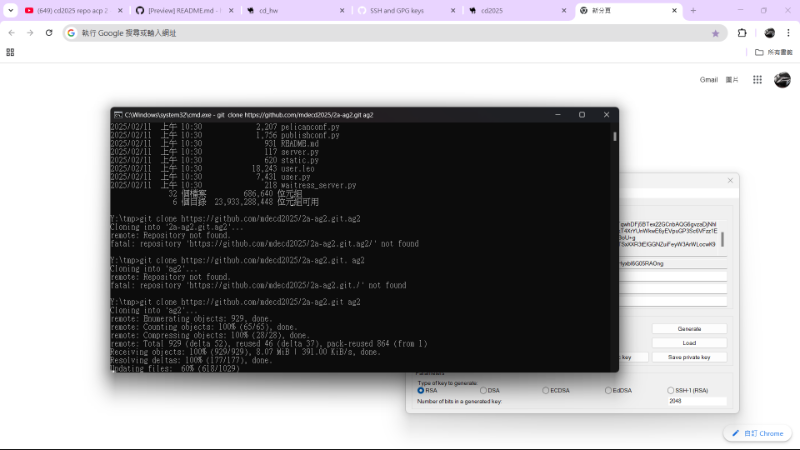 (649) cd2025 repo acp 2
[Preview] README.md -
cd_hw
SSH and GPG keys
cd2025
新分頁
執行 Google 搜尋或輸入網址
所有書籤
Gmail 圖片
C:\Windows\system32\cmd.exe - git clone https://github.com/mdecd2025/2a-ag2.git ag2
2025/02/11 上午 10:30 2,207 pelicanconf.py
2025/02/11 上午 10:30 1,756 publishconf.py
2025/02/11 上午 10:30 931 README.md
2025/02/11 上午 10:30 117 server.py
2025/02/11 上午 10:30 620 static.py
2025/02/11 上午 10:30 18,243 user.leo
2025/02/11 上午 10:30 7,431 user.py
2025/02/11 上午 10:30 218 waitress_server.py
32 個檔案 686,640 位元組
6 個目錄 23,933,288,448 位元組可用
Y:\tmp>git clone https://github.com/mdecd2025/2a-ag2.git.ag2
Cloning into '2a-ag2.git.ag2'...
remote: Repository not found.
fatal: repository 'https://github.com/mdecd2025/2a-ag2.git.ag2/' not found
Y:\tmp>git clone https://github.com/mdecd2025/2a-ag2.git. ag2
Cloning into 'ag2'...
remote: Repository not found.
fatal: repository 'https://github.com/mdecd2025/2a-ag2.git./' not found
Y:\tmp>git clone https://github.com/mdecd2025/2a-ag2.git ag2
Cloning into 'ag2'...
remote: Enumerating objects: 929, done.
remote: Counting objects: 100% (65/65), done.
remote: Compressing objects: 100% (28/28), done.
remote: Total 929 (delta 52), reused 46 (delta 37), pack-reused 864 (from 1)
Receiving objects: 100% (929/929), 8.07 MiB | 391.00 KiB/s, done.
Resolving deltas: 100% (177/177), done.
Updating files: 60% (618/1029)
Generate
Load
key
Save private key
Parameters
Type of key to generate:
RSA DSA ECDSA EdDSA SSH-1 (RSA)
Number of bits in a generated key: 2048
自訂 Chrome